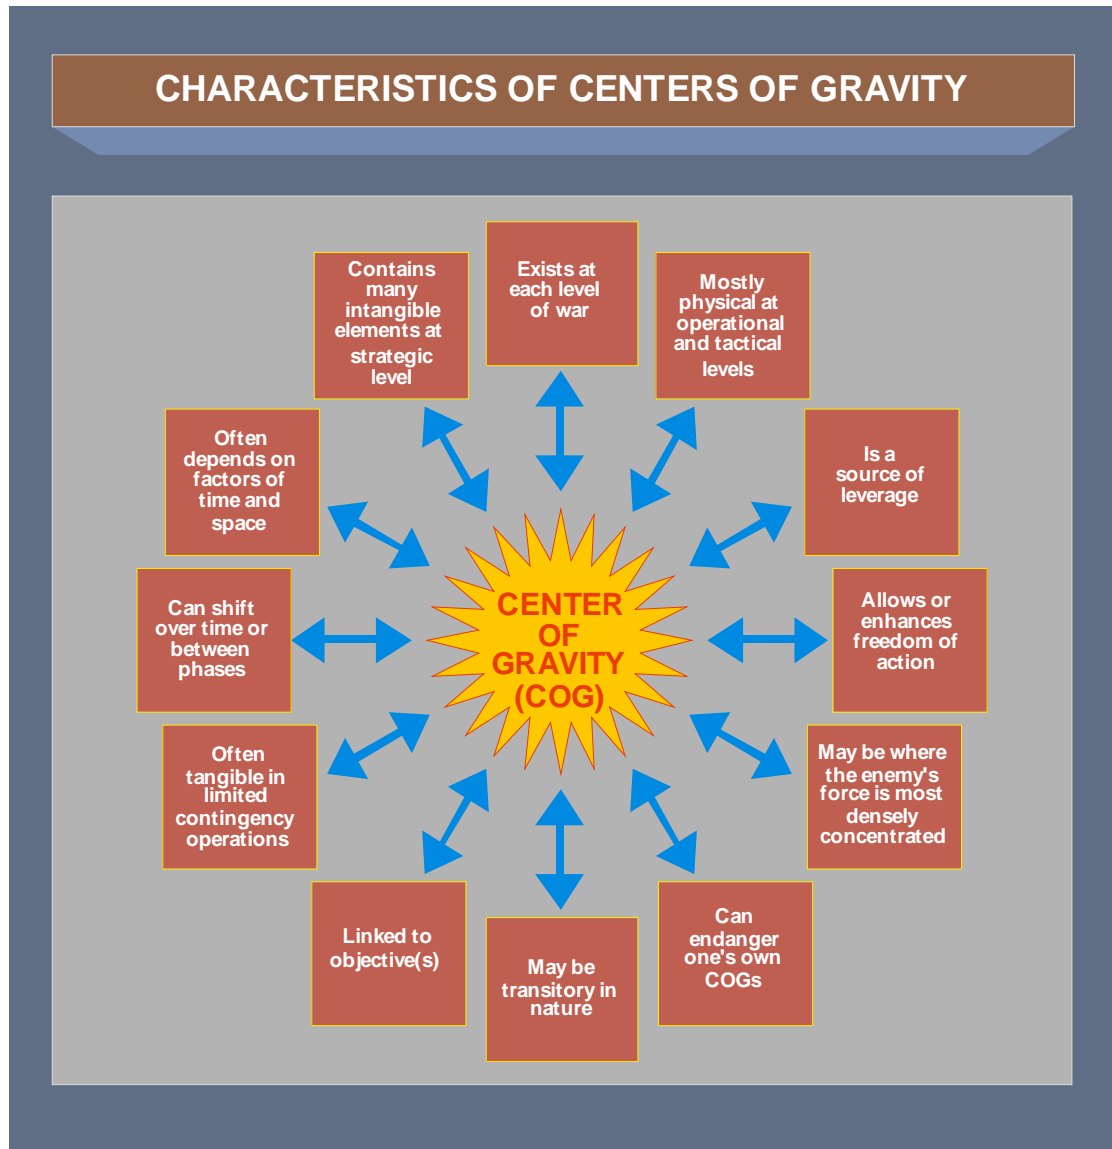 CHARACTERISTICS OF CENTERS OF GRAVITY
Exists at
each level
of war
Mostly
physical at
operational
and tactical
levels
Is a
source of
leverage
Allows or
enhances
freedom of
action
May be where
the enemy's
force is most
densely
concentrated
Can
endanger
one's own
COGs
May be
transitory in
nature
Linked to
objective(s)
Often
tangible in
limited
contingency
operations
Can shift
over time or
between
phases
Often
depends on
factors of
time and
space
Contains
many
intangible
elements at
strategic
level
CENTER
OF
GRAVITY
(COG)